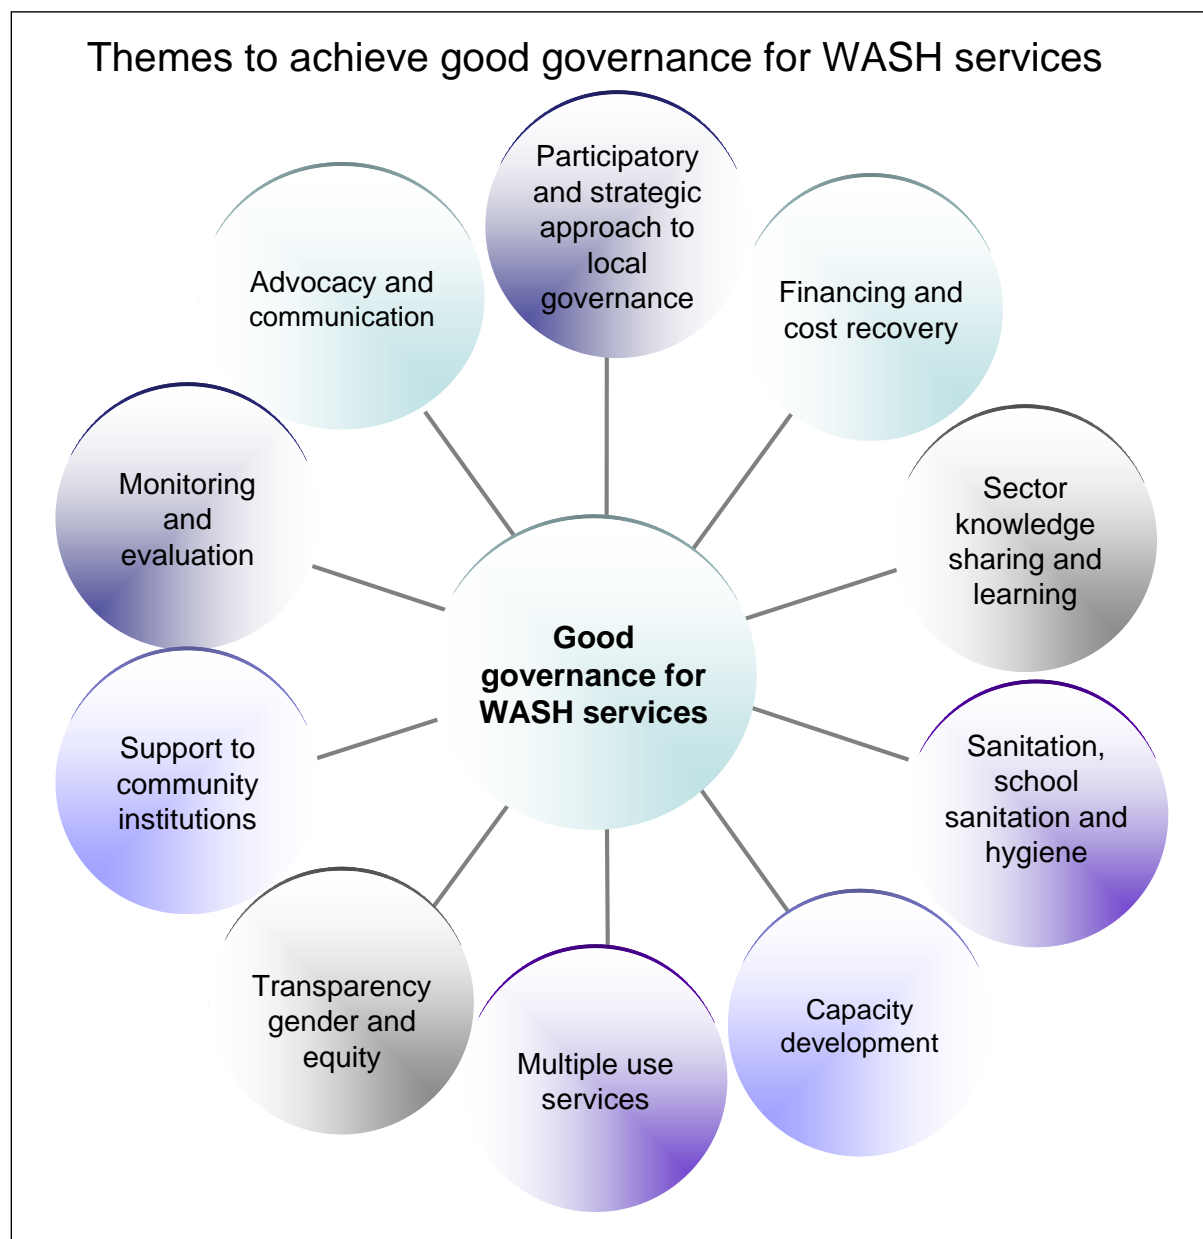 Themes to achieve good governance for WASH services
Participatory
and strategic
approach to
local
governance
Financing and
cost recovery
Sector
knowledge
sharing and
learning
Sanitation,
school
sanitation and
hygiene
Capacity
development
Multiple use
services
Transparency
gender and
equity
Support to
community
institutions
Monitoring
and
evaluation
Advocacy and
communication
Good
governance for
WASH services